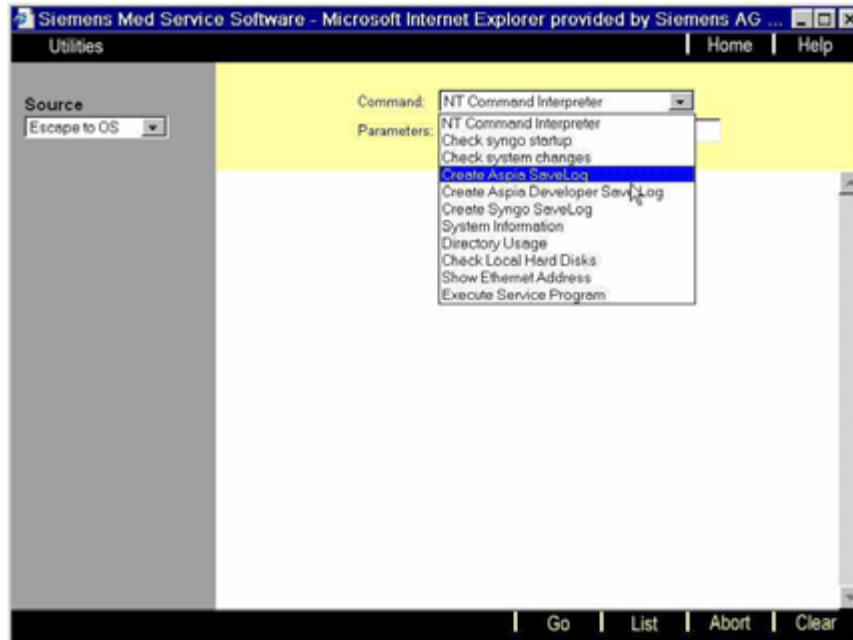 Siemens Med Service Software - Microsoft Internet Explorer provided by Siemens AG ...
Utilities
Home
Help
Source
Escape to OS
Command:
NT Command Interpreter
Parameters:
NT Command Interpreter
Check syngo startup
Check system changes
Create Aspia SaveLog
Create Aspia Developer SaveLog
Create Syngo SaveLog
System Information
Directory Usage
Check Local Hard Disks
Show Ethernet Address
Execute Service Program
Go
List
Abort
Clear